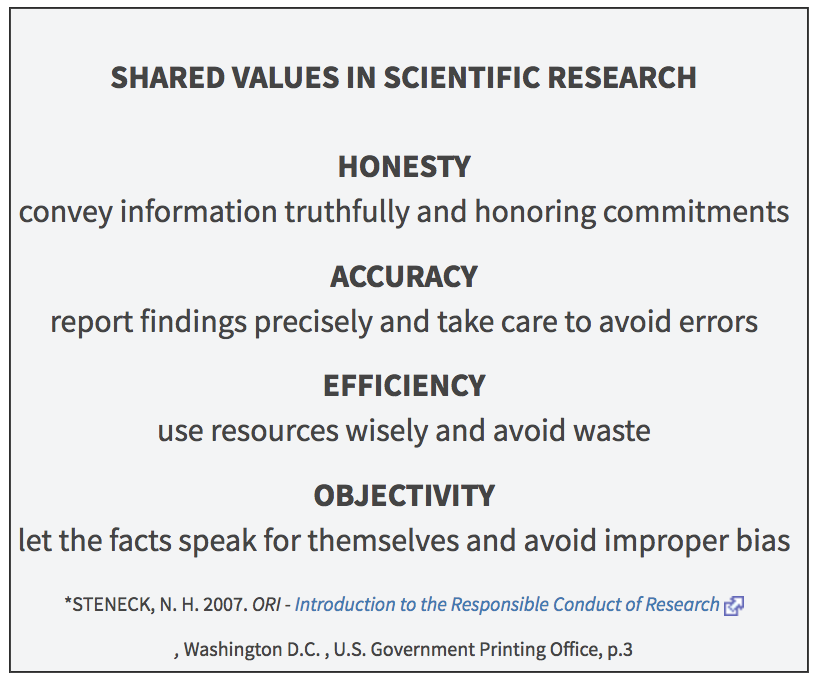 SHARED VALUES IN SCIENTIFIC RESEARCH
HONESTY
convey information truthfully and honoring commitments
ACCURACY
report findings precisely and take care to avoid errors
EFFICIENCY
use resources wisely and avoid waste
OBJECTIVITY
let the facts speak for themselves and avoid improper bias
*STENECK, N. H. 2007. ORI - Introduction to the Responsible Conduct of Research
, Washington D.C. , U.S. Government Printing Office, p.3